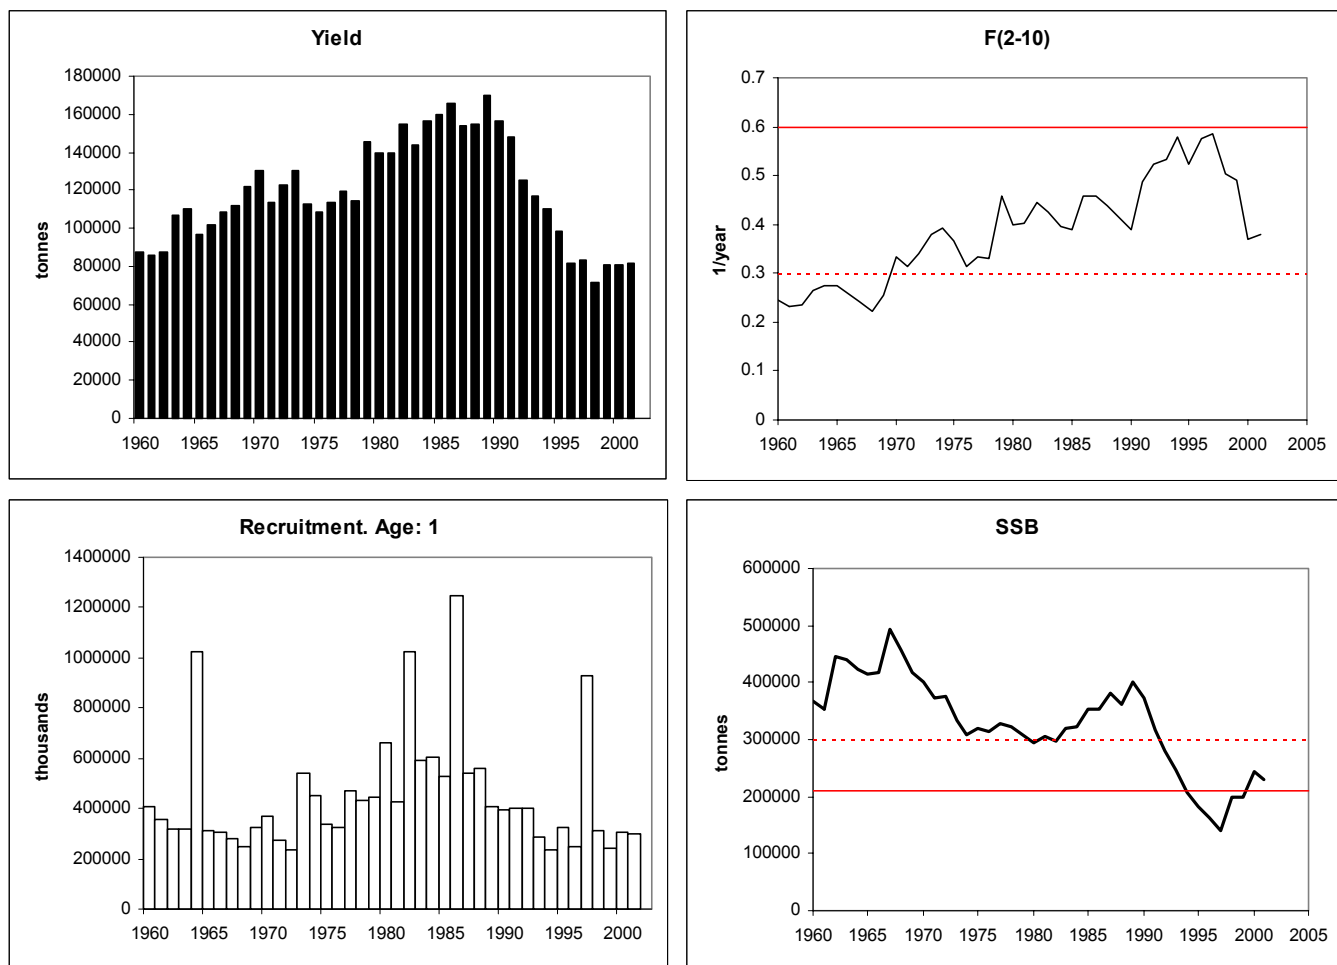 Yield
180000
160000
140000
120000
100000
80000
60000
40000
20000
0
tonnes
1960 1965 1970 1975 1980 1985 1990 1995 2000
F(2-10)
0.7
0.6
0.5
0.4
0.3
0.2
0.1
0
1/year
1960 1965 1970 1975 1980 1985 1990 1995 2000 2005
Recruitment. Age: 1
1400000
1200000
1000000
800000
600000
400000
200000
0
thousands
1960 1965 1970 1975 1980 1985 1990 1995 2000
SSB
600000
500000
400000
300000
200000
100000
0
tonnes
1960 1965 1970 1975 1980 1985 1990 1995 2000 2005